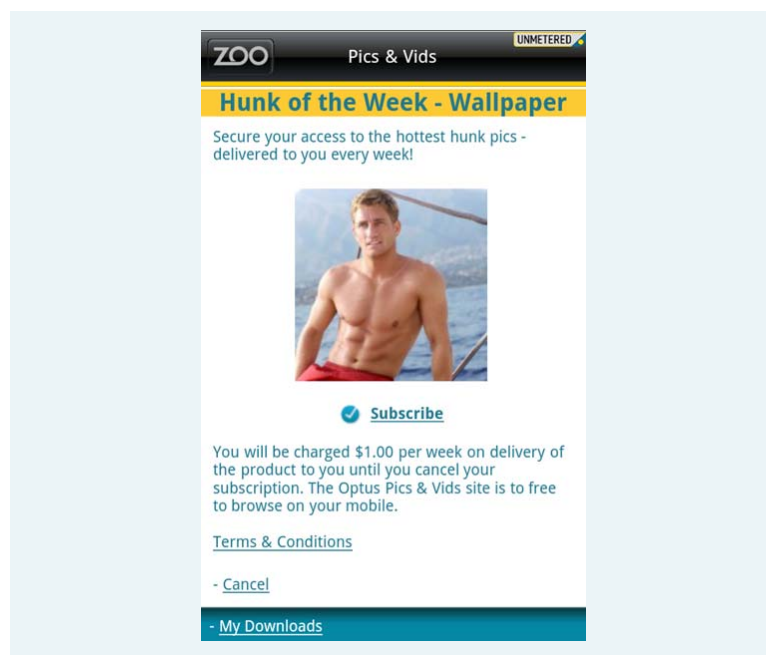 UNMETERED
ZOO
Pics & Vids
Hunk of the Week - Wallpaper
Secure your access to the hottest hunk pics -
delivered to you every week!
Subscribe
You will be charged $1.00 per week on delivery of
the product to you until you cancel your
subscription. The Optus Pics & Vids site is to free
to browse on your mobile.
Terms & Conditions
- Cancel
- My Downloads